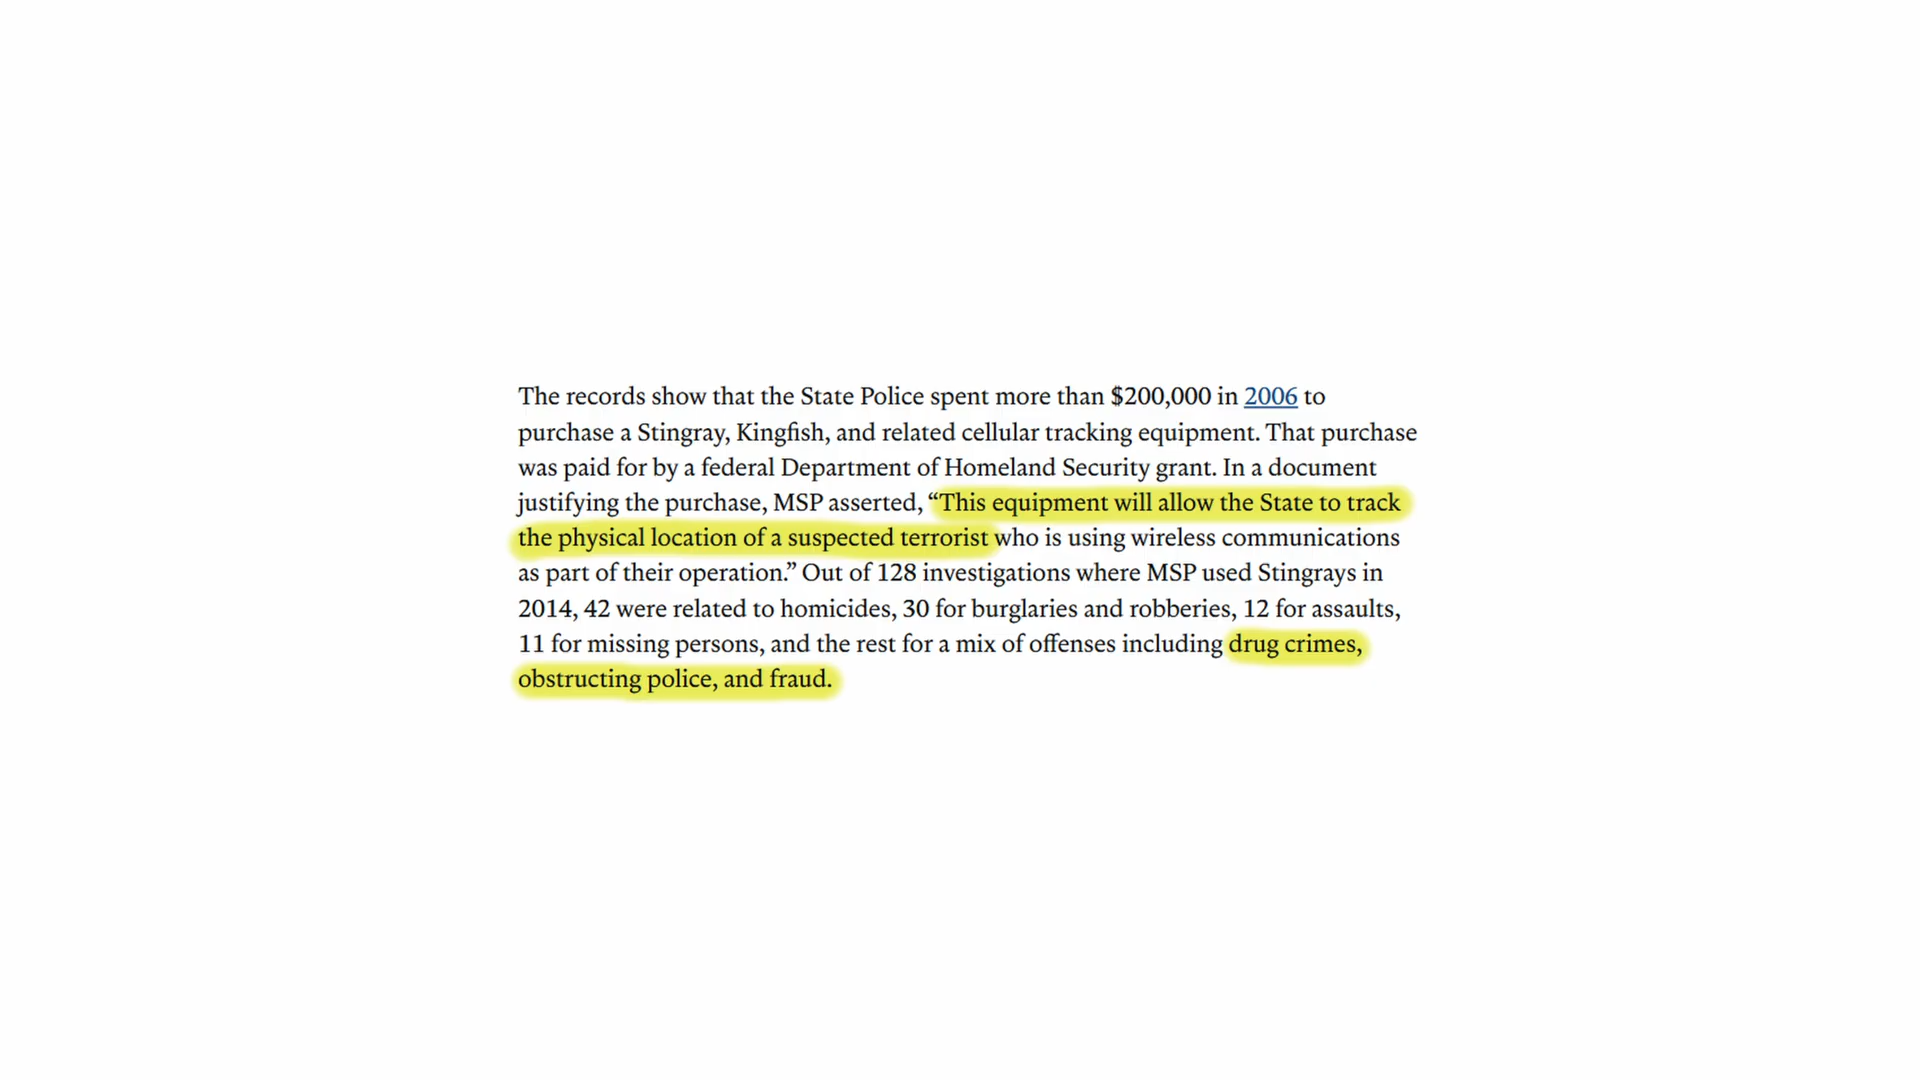 The records show that the State Police spent more than $200,000 in 2006 to
purchase a Stingray, Kingfish, and related cellular tracking equipment. That purchase
was paid for by a federal Department of Homeland Security grant. In a document
justifying the purchase, MSP asserted, “This equipment will allow the State to track
the physical location of a suspected terrorist who is using wireless communications
as part of their operation.” Out of 128 investigations where MSP used Stingrays in
2014, 42 were related to homicides, 30 for burglaries and robberies, 12 for assaults,
11 for missing persons, and the rest for a mix of offenses including drug crimes,
obstructing police, and fraud.